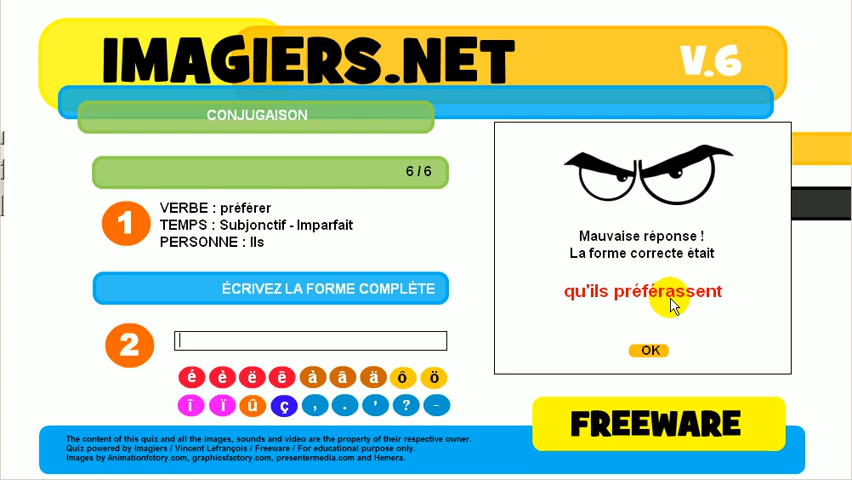 IMAGIERS.NET
V.6
CONJUGAISON
6 / 6
1
VERBE : préférer
TEMPS : Subjonctif - Imparfait
PERSONNE : Ils
ÉCRIVEZ LA FORME COMPLÈTE
2
é è ë ê à â ä ô ö
î ï û ç , . ' ? -
Mauvaise réponse !
La forme correcte était
qu'ils préférassent
OK
FREEWARE
The content of this quiz and all the images, sounds and video are the property of their respective owner.
Quiz powered by Imagiers / Vincent Lefrançois / Freeware / For educational purpose only.
Images by Animationfctory.com, graphicsfactory.com, presentermedia.com and Hemera.